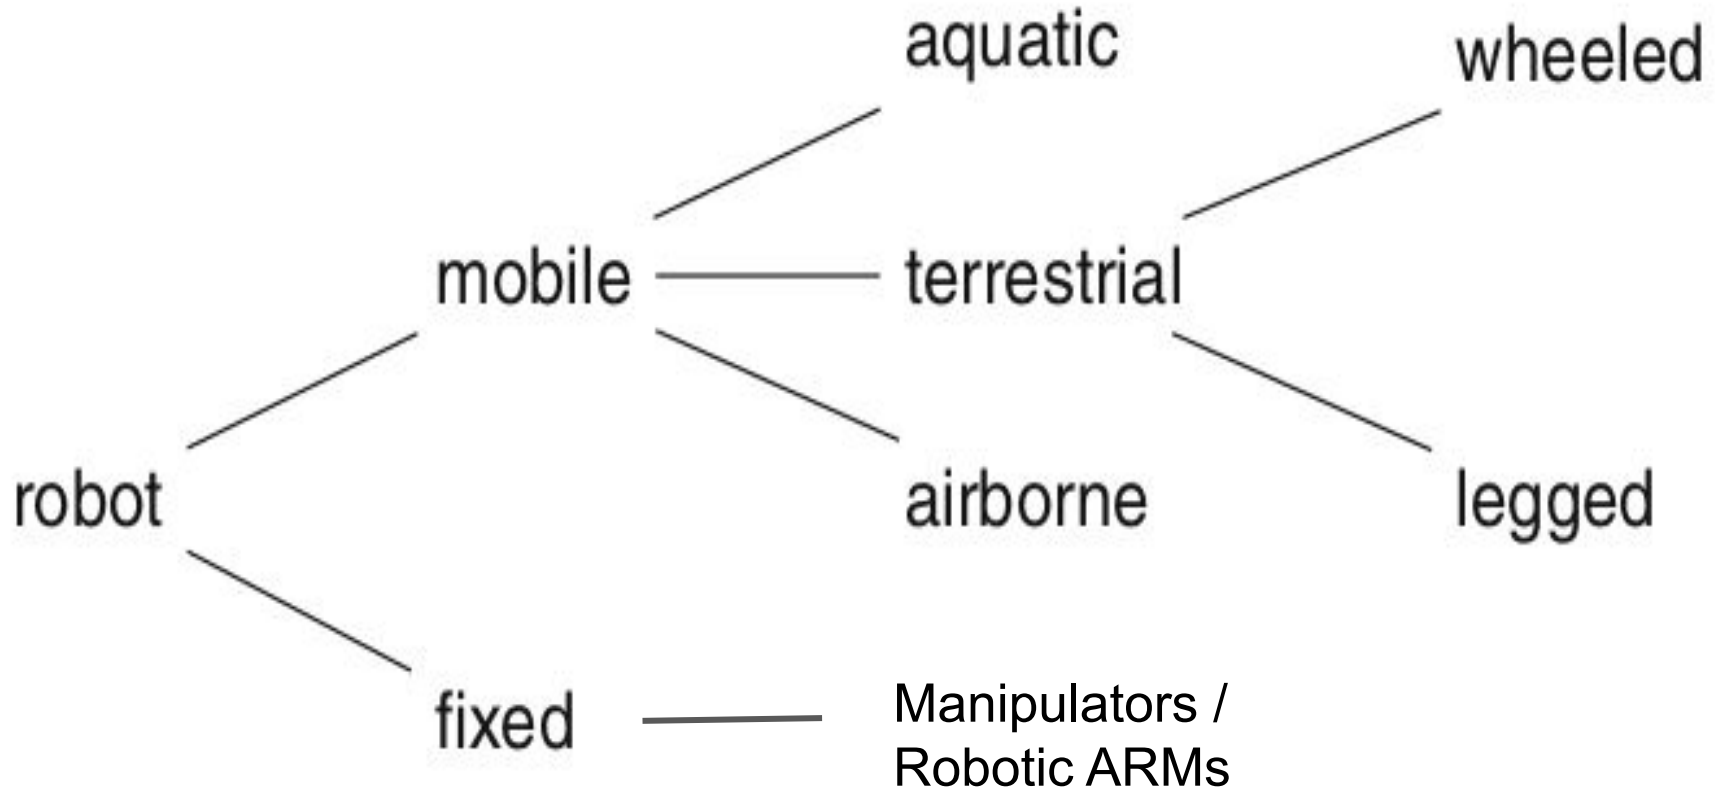 aquatic
wheeled
mobile
terrestrial
robot
airborne
legged
fixed
Manipulators /
Robotic ARMs